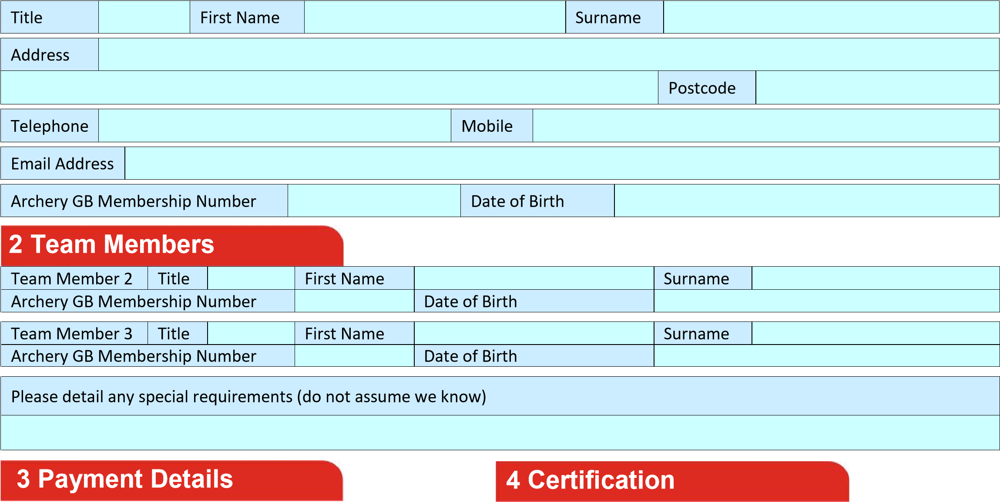 Title First Name Surname
Address
Postcode
Telephone Mobile
Email Address
Archery GB Membership Number Date of Birth
2 Team Members
Team Member 2 Title First Name Surname
Archery GB Membership Number Date of Birth
Team Member 3 Title First Name Surname
Archery GB Membership Number Date of Birth
Please detail any special requirements (do not assume we know)
3 Payment Details 4 Certification